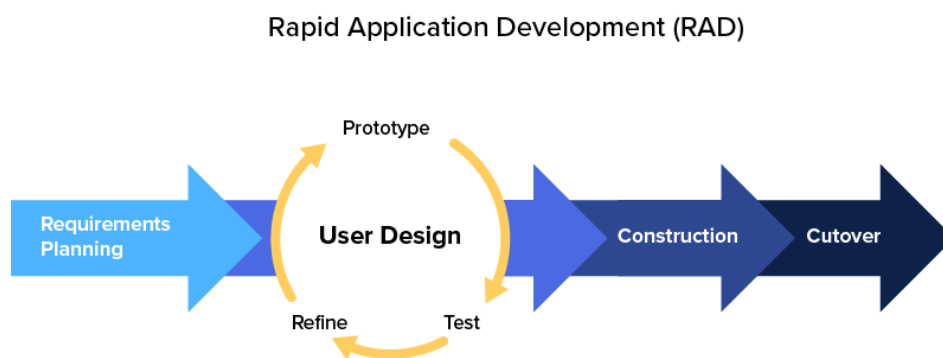 Rapid Application Development (RAD)
Prototype
Requirements
Planning
User Design
Construction
Cutover
Refine
Test